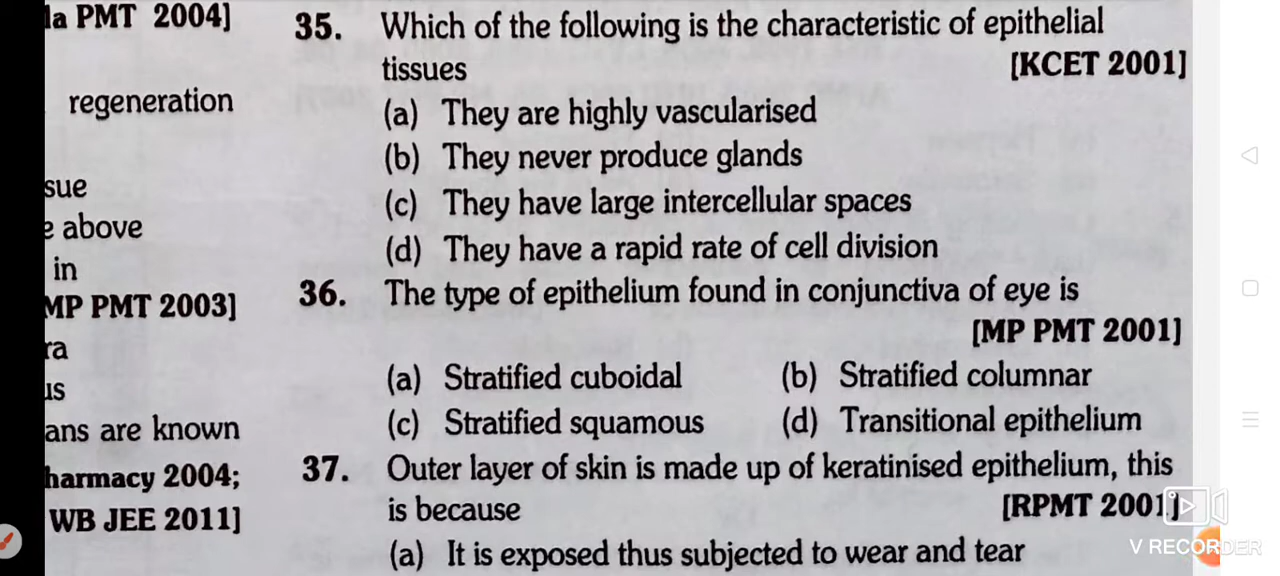 la PMT 2004]
regeneration
sue
e above
in
MP PMT 2003]
ra
us
ans are known
harmacy 2004;
WB JEE 2011]
35. Which of the following is the characteristic of epithelial
tissues [KCET 2001]
(a) They are highly vascularised
(b) They never produce glands
(c) They have large intercellular spaces
(d) They have a rapid rate of cell division
36. The type of epithelium found in conjunctiva of eye is
[MP PMT 2001]
(a) Stratified cuboidal (b) Stratified columnar
(c) Stratified squamous (d) Transitional epithelium
37. Outer layer of skin is made up of keratinised epithelium, this
is because [RPMT 2001]
(a) It is exposed thus subjected to wear and tear
V RECORDER